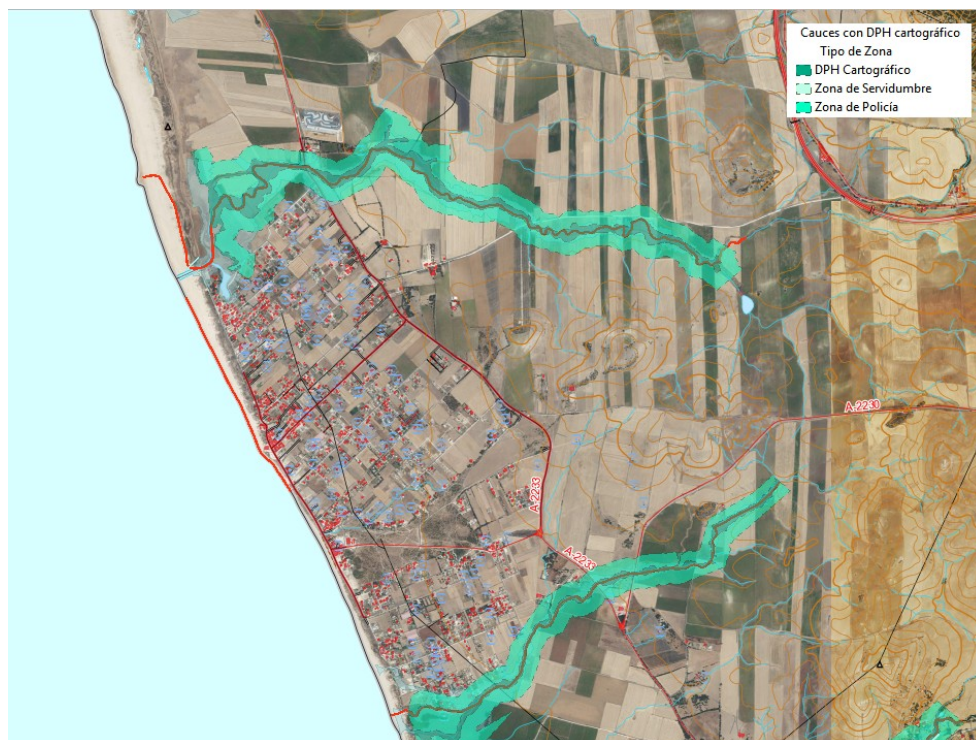 Cauces con DPH cartográfico
Tipo de Zona
DPH Cartográfico
Zona de Servidumbre
Zona de Policía
A-2230
A-2233
A-2233